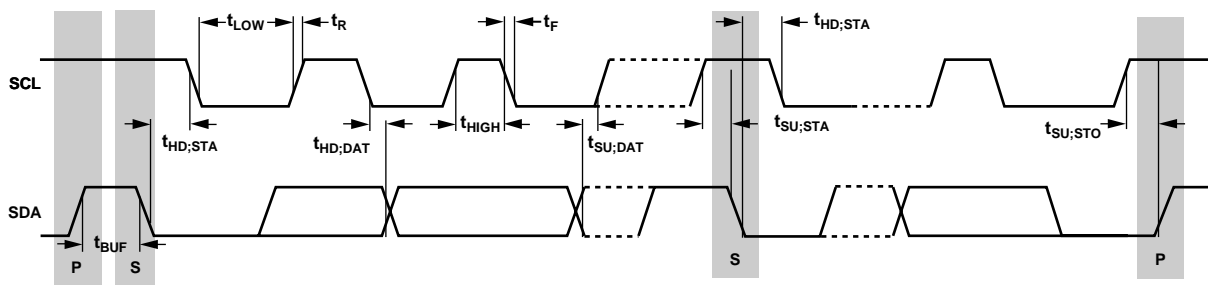 tLOW
tR
tF
tHD;STA
SCL
tHD;STA
tHD;DAT
tHIGH
tSU;DAT
tSU;STA
tSU;STO
SDA
tBUF
P
S
S
P